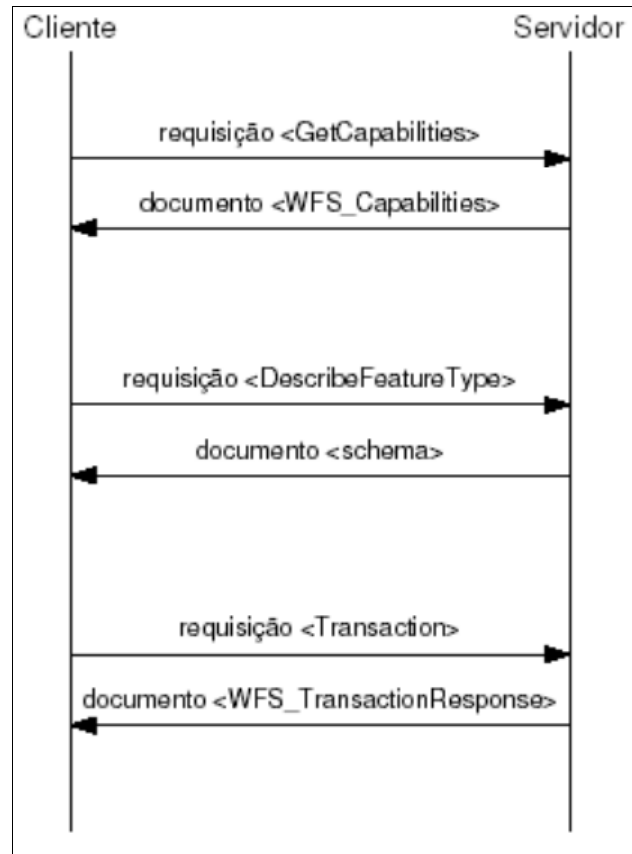 Cliente Servidor
requisição <GetCapabilities>
documento <WFS_Capabilities>
requisição <DescribeFeatureType>
documento <schema>
requisição <Transaction>
documento <WFS_TransactionResponse>